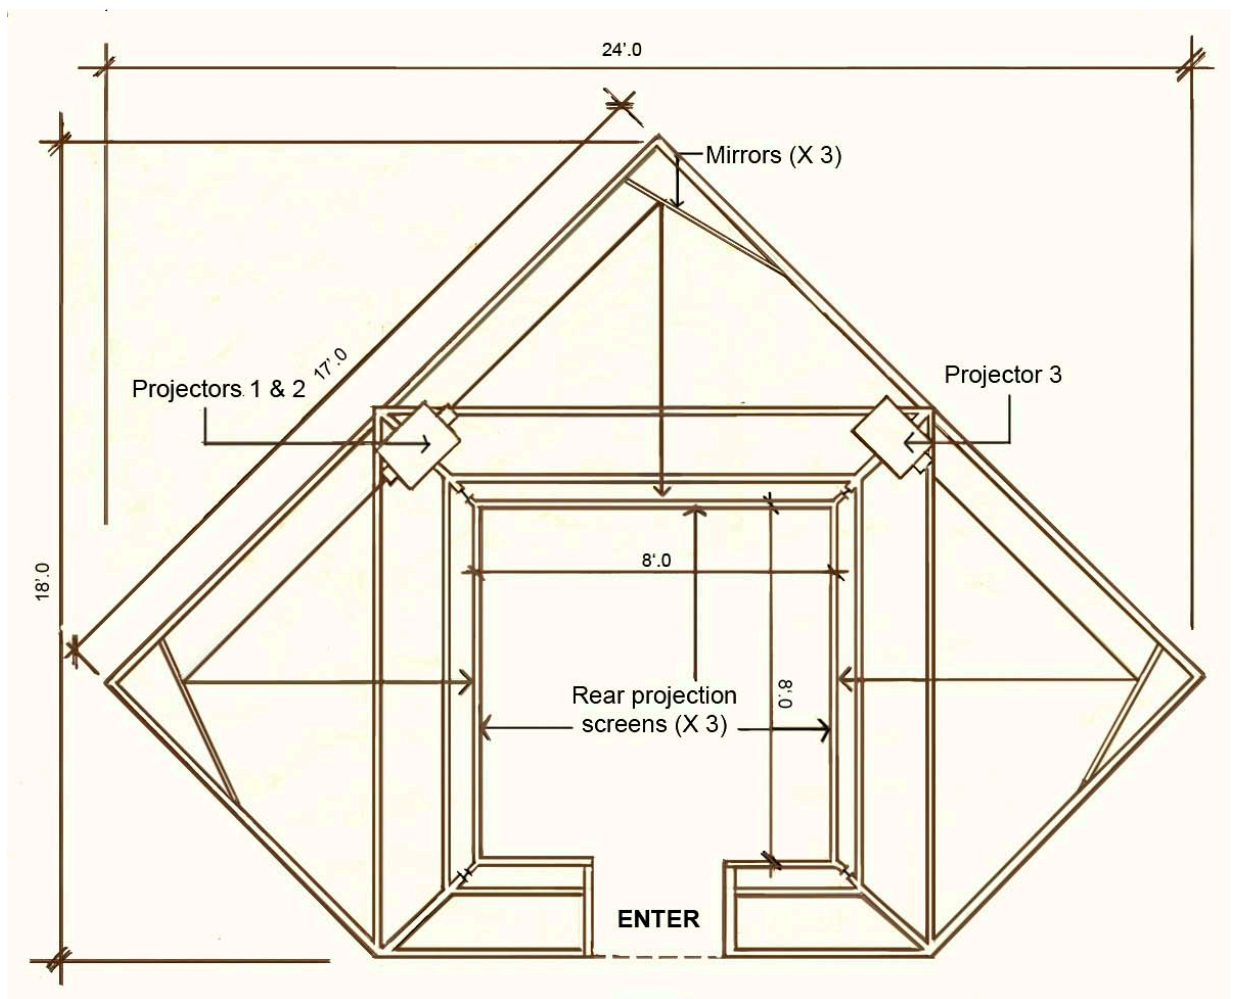 24'.0
Mirrors (X 3)
17'.0
Projectors 1 & 2
Projector 3
8'.0
18'.0
Rear projection
screens (X 3)
8'.0
ENTER